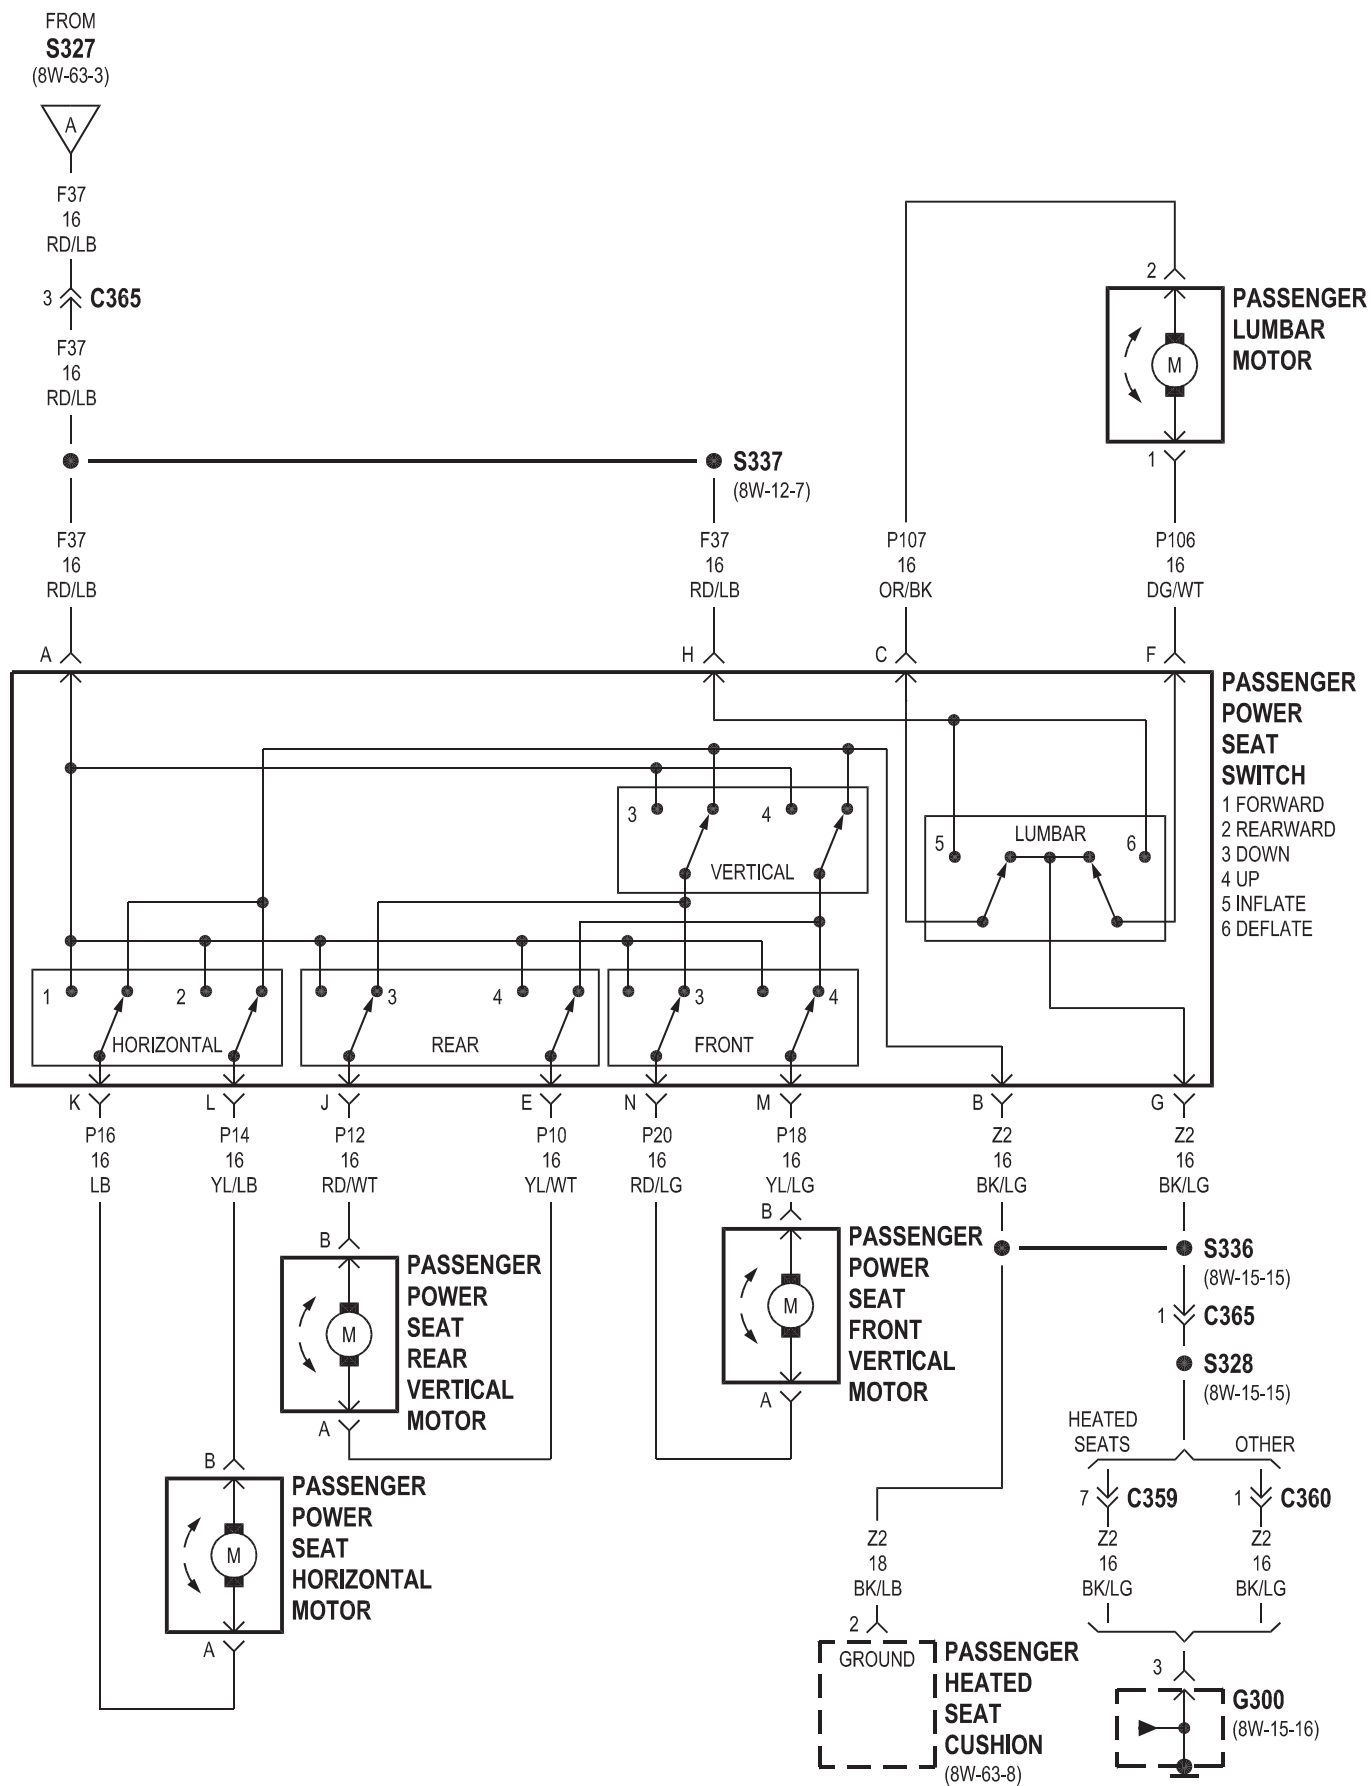 FROM
S327
(8W-63-3)
A
F37
16
RD/LB
3
C365
F37
16
RD/LB
2
PASSENGER
LUMBAR
MOTOR
M
1
S337
(8W-12-7)
F37
16
RD/LB
F37
16
RD/LB
P107
16
OR/BK
P106
16
DG/WT
A
H
C
F
PASSENGER
POWER
SEAT
SWITCH
1 FORWARD
2 REARWARD
3 DOWN
4 UP
5 INFLATE
6 DEFLATE
3
4
VERTICAL
LUMBAR
5
6
1
2
HORIZONTAL
3
4
REAR
3
4
FRONT
K
L
J
E
N
M
B
G
P16
16
LB
P14
16
YL/LB
P12
16
RD/WT
P10
16
YL/WT
P20
16
RD/LG
P18
16
YL/LG
Z2
16
BK/LG
Z2
16
BK/LG
B
PASSENGER
POWER
SEAT
REAR
VERTICAL
MOTOR
M
A
B
PASSENGER
POWER
SEAT
FRONT
VERTICAL
MOTOR
M
A
S336
(8W-15-15)
1
C365
S328
(8W-15-15)
HEATED
SEATS
OTHER
7
C359
1
C360
B
PASSENGER
POWER
SEAT
HORIZONTAL
MOTOR
M
A
Z2
18
BK/LB
Z2
16
BK/LG
Z2
16
BK/LG
2
GROUND
PASSENGER
HEATED
SEAT
CUSHION
(8W-63-8)
3
G300
(8W-15-16)